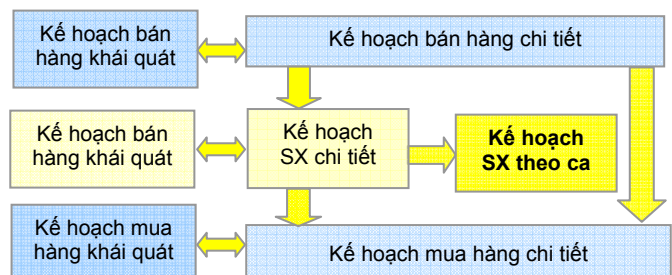 Kế hoạch bán
hàng khái quát
Kế hoạch bán hàng chi tiết
Kế hoạch bán
hàng khái quát
Kế hoạch
SX chi tiết
Kế hoạch
SX theo ca
Kế hoạch mua
hàng khái quát
Kế hoạch mua hàng chi tiết